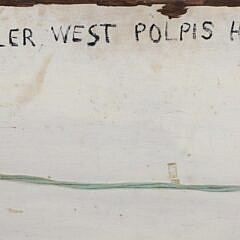 LER, WEST POLPIS H